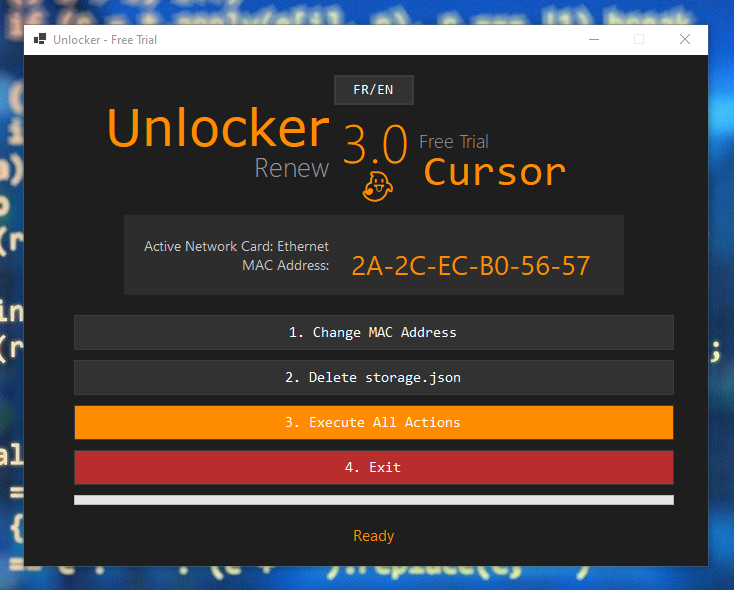 Unlocker - Free Trial
FR/EN
Unlocker
Renew
3.0
Free Trial
Cursor
Active Network Card: Ethernet
MAC Address:
2A-2C-EC-B0-56-57
1. Change MAC Address
2. Delete storage.json
3. Execute All Actions
4. Exit
Ready